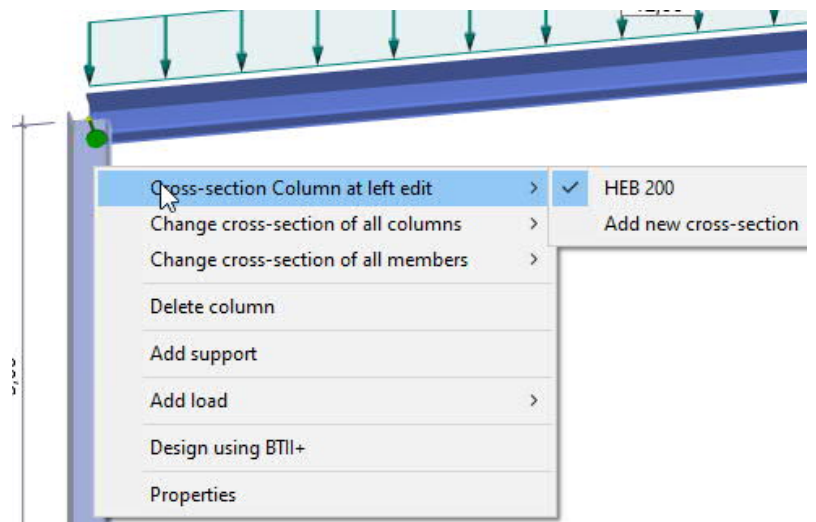 Cross-section Column at left edit
HEB 200
Change cross-section of all columns
Add new cross-section
Change cross-section of all members
Delete column
Add support
Add load
Design using BTII+
Properties